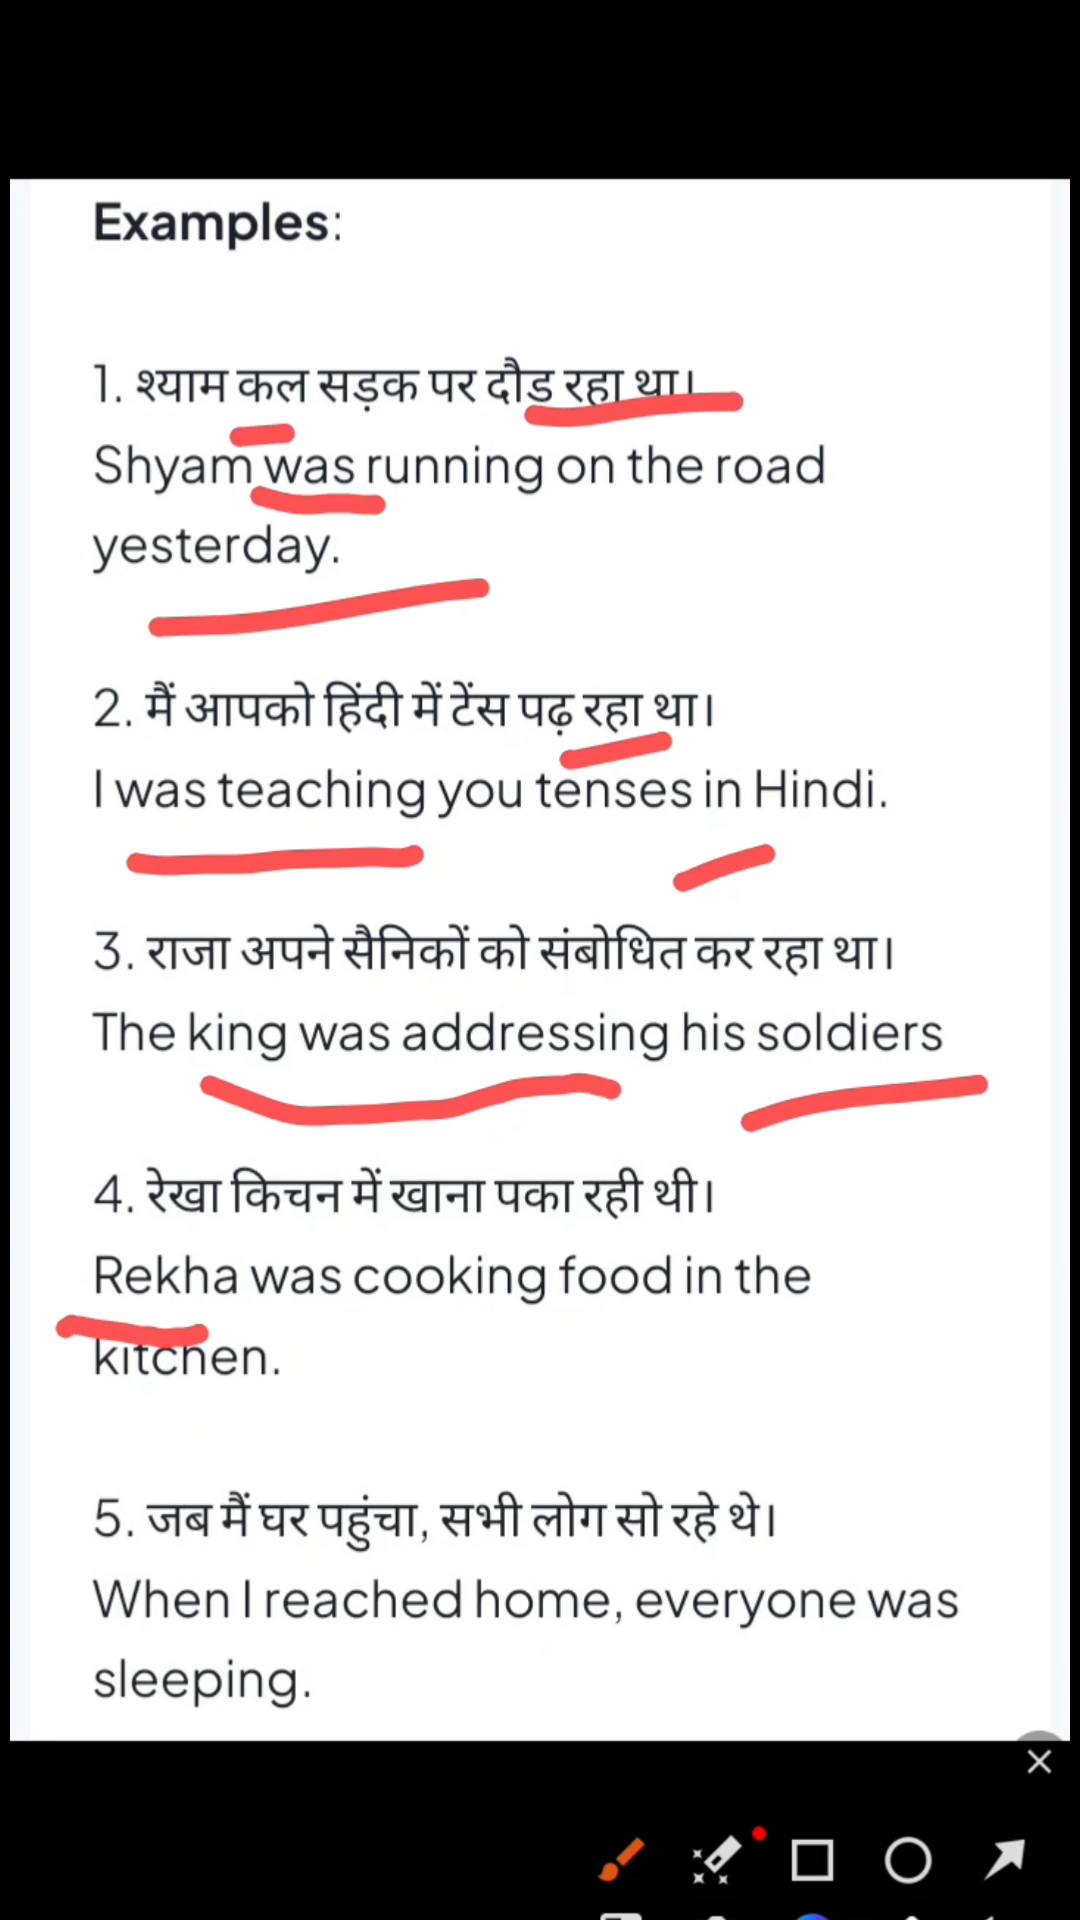 Examples:
1. श्याम कल सड़क पर दौड रहा था।
Shyam was running on the road
yesterday.
2. मैं आपको हिंदी में टेंस पढ़ रहा था।
I was teaching you tenses in Hindi.
3. राजा अपने सैनिकों को संबोधित कर रहा था।
The king was addressing his soldiers
4. रेखा किचन में खाना पका रही थी।
Rekha was cooking food in the
kitchen.
5. जब मैं घर पहुंचा, सभी लोग सो रहे थे।
When I reached home, everyone was
sleeping.